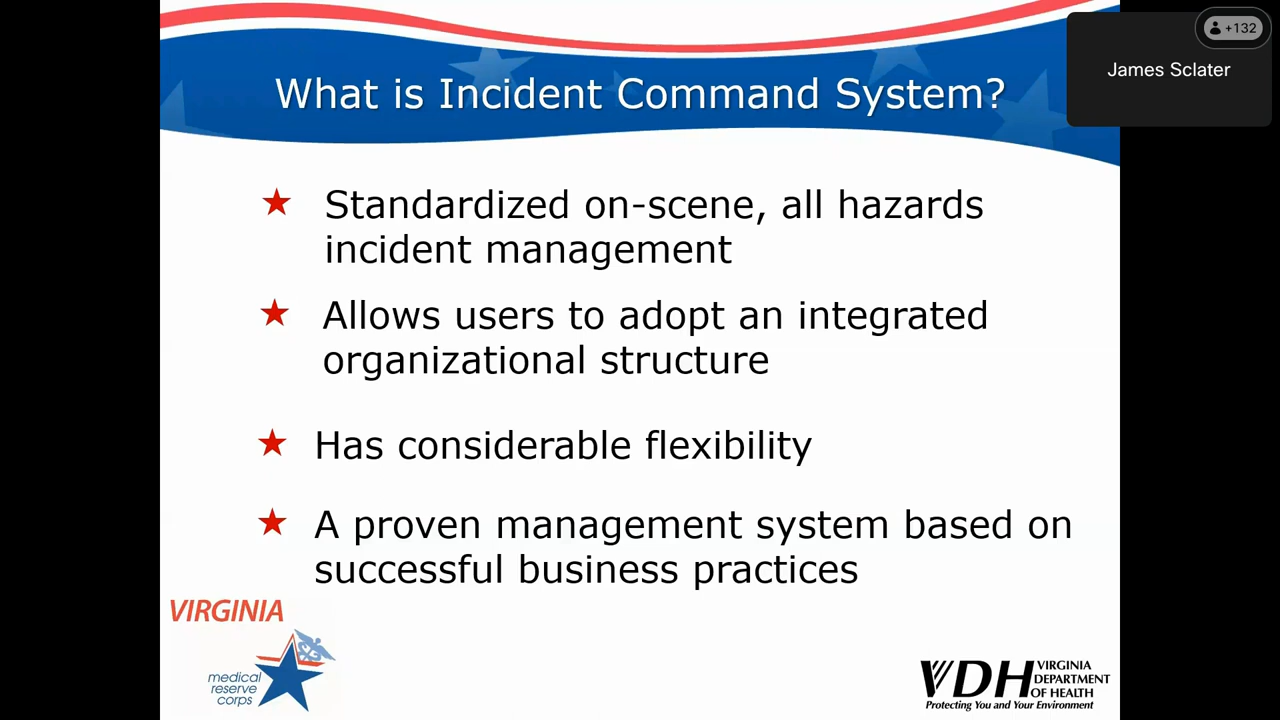 +132
James Sclater
What is Incident Command System?
Standardized on-scene, all hazards
incident management
Allows users to adopt an integrated
organizational structure
Has considerable flexibility
A proven management system based on
successful business practices
VIRGINIA
medical
reserve
corps
VDH VIRGINIA
DEPARTMENT
OF HEALTH
Protecting You and Your Environment